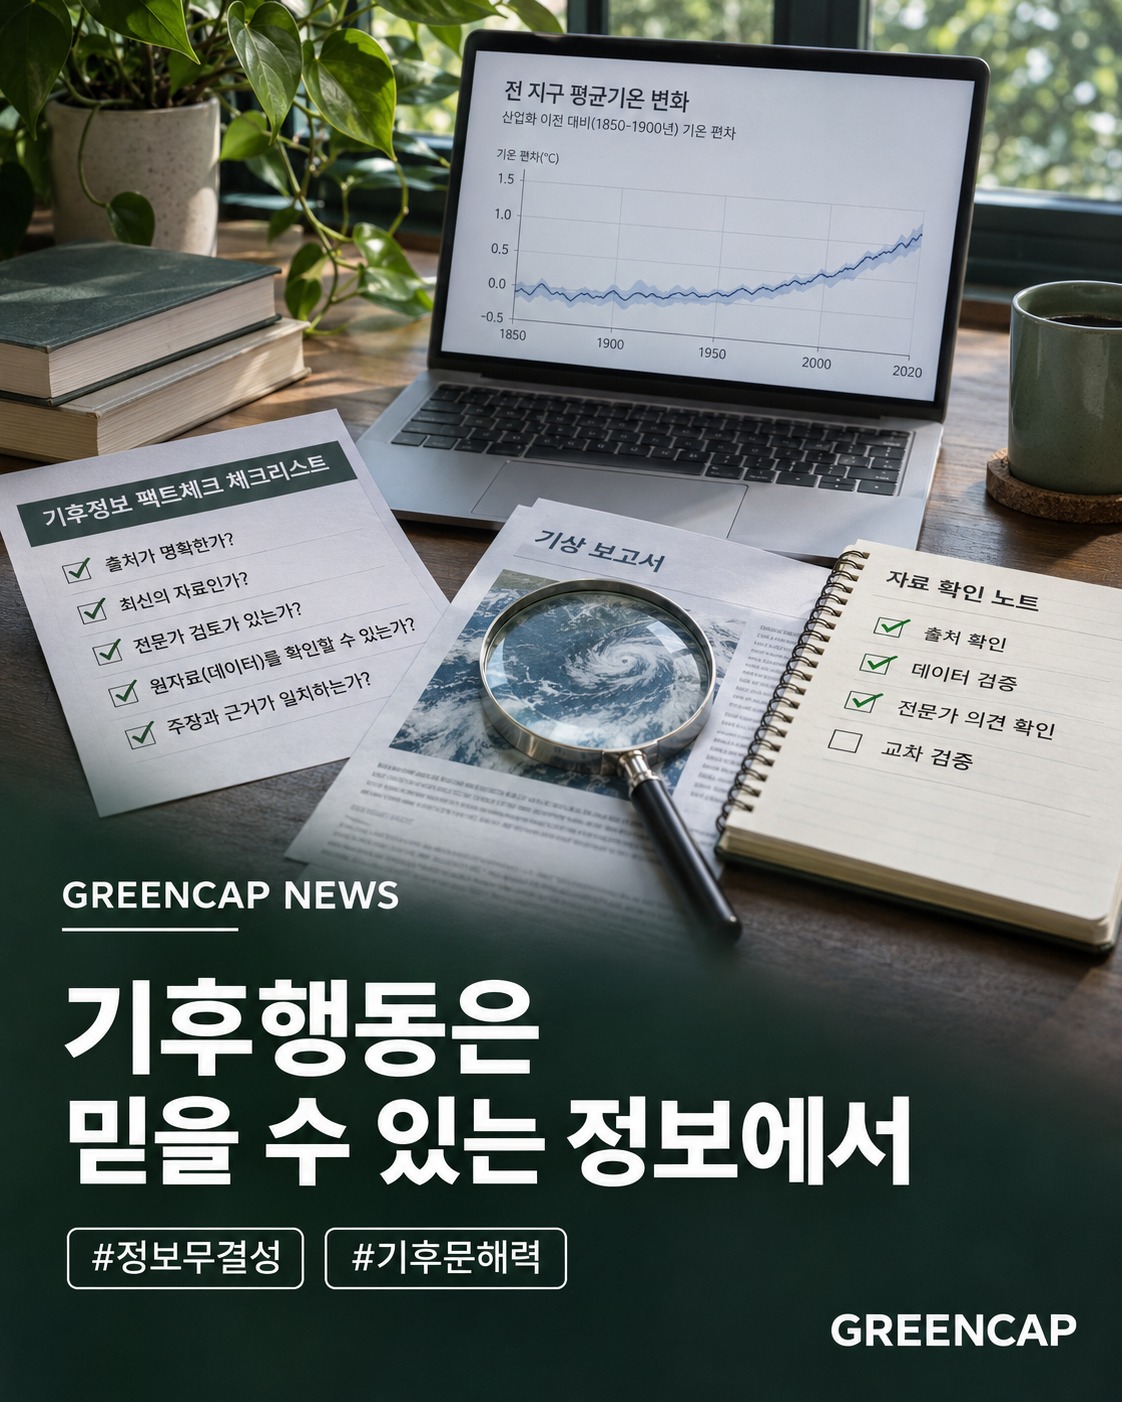 전 지구 평균기온 변화
산업화 이전 대비(1850-1900년) 기온 편차
기온 편차(°C)
1.5
1.0
0.5
0.0
-0.5
1850
1900
1950
2000
2020
기후정보 팩트체크 체크리스트
출처가 명확한가?
최신의 자료인가?
전문가 검토가 있는가?
원자료(데이터)를 확인할 수 있는가?
주장과 근거가 일치하는가?
기상 보고서
자료 확인 노트
출처 확인
데이터 검증
전문가 의견 확인
교차 검증
GREENCAP NEWS
기후행동은
믿을 수 있는 정보에서
#정보무결성
#기후문해력
GREENCAP